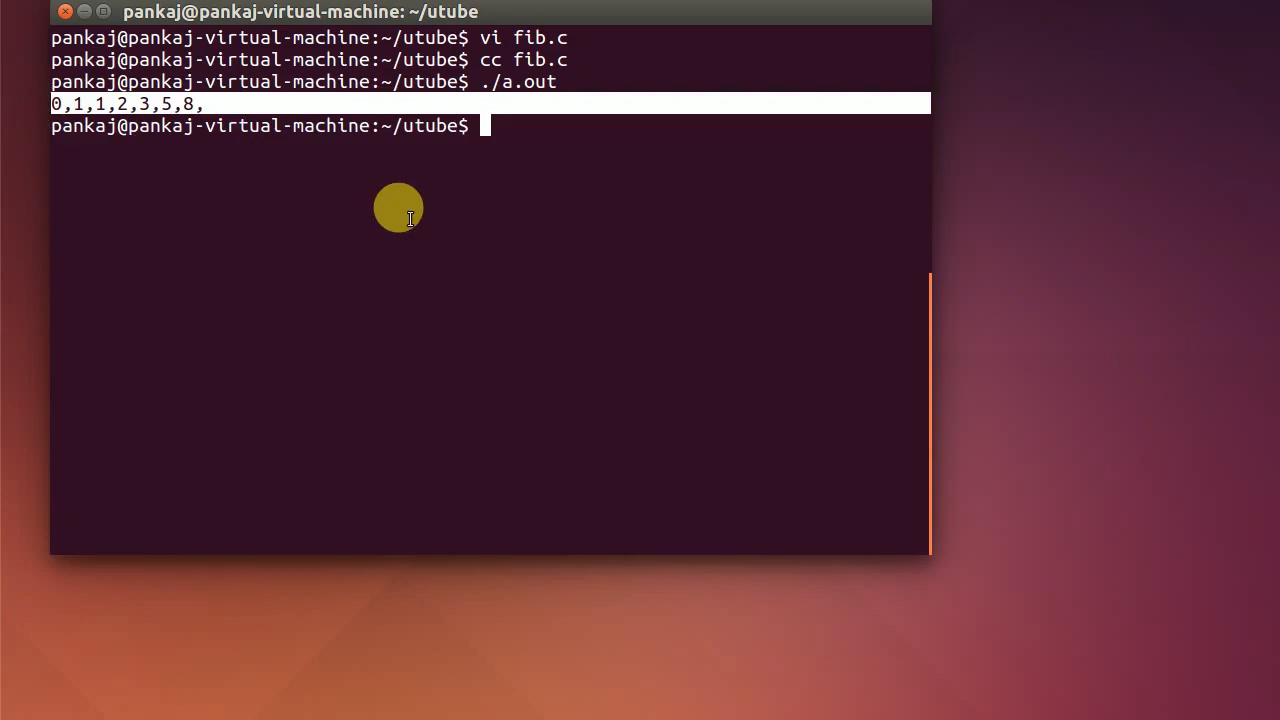 pankaj@pankaj-virtual-machine: ~/utube
pankaj@pankaj-virtual-machine:~/utube$ vi fib.c
pankaj@pankaj-virtual-machine:~/utube$ cc fib.c
pankaj@pankaj-virtual-machine:~/utube$ ./a.out
0,1,1,2,3,5,8,
pankaj@pankaj-virtual-machine:~/utube$